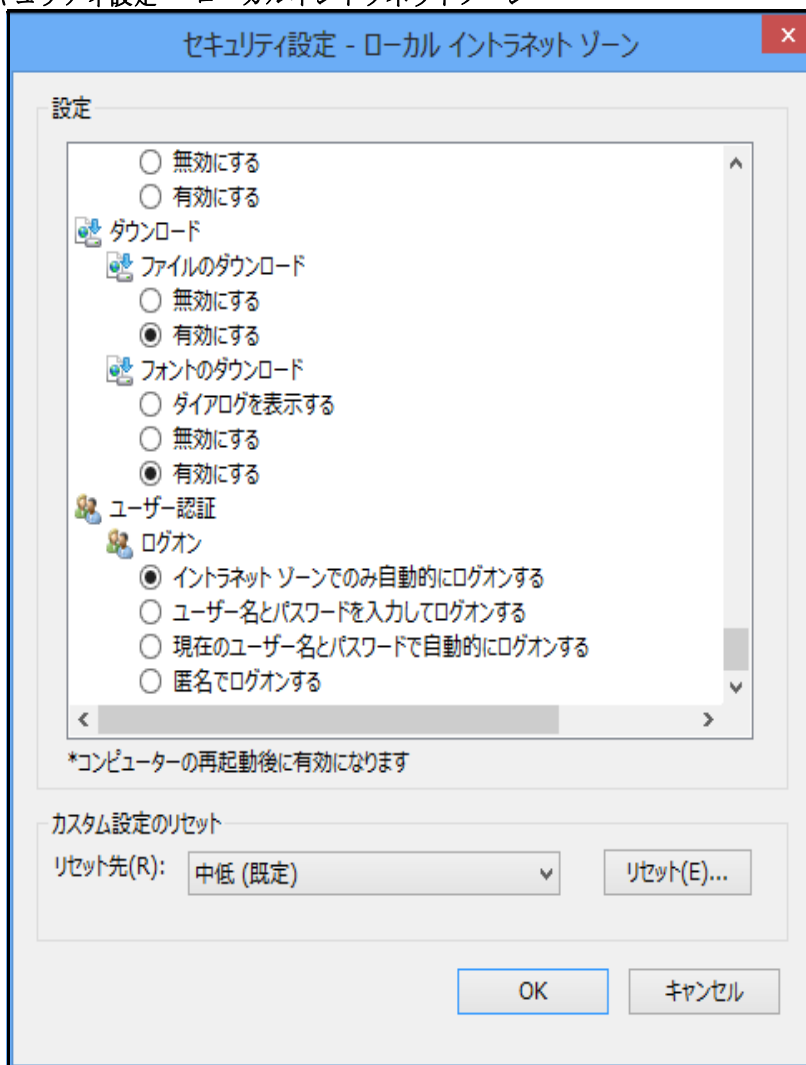 セキュリティ設定 - ローカル イントラネット ゾーン
設定
無効にする
有効にする
ダウンロード
ファイルのダウンロード
無効にする
有効にする
フォントのダウンロード
ダイアログを表示する
無効にする
有効にする
ユーザー認証
ログオン
イントラネット ゾーンでのみ自動的にログオンする
ユーザー名とパスワードを入力してログオンする
現在のユーザー名とパスワードで自動的にログオンする
匿名でログオンする
*コンピューターの再起動後に有効になります
カスタム設定のリセット
リセット先(R): 中低 (既定) リセット(E)...
OK キャンセル